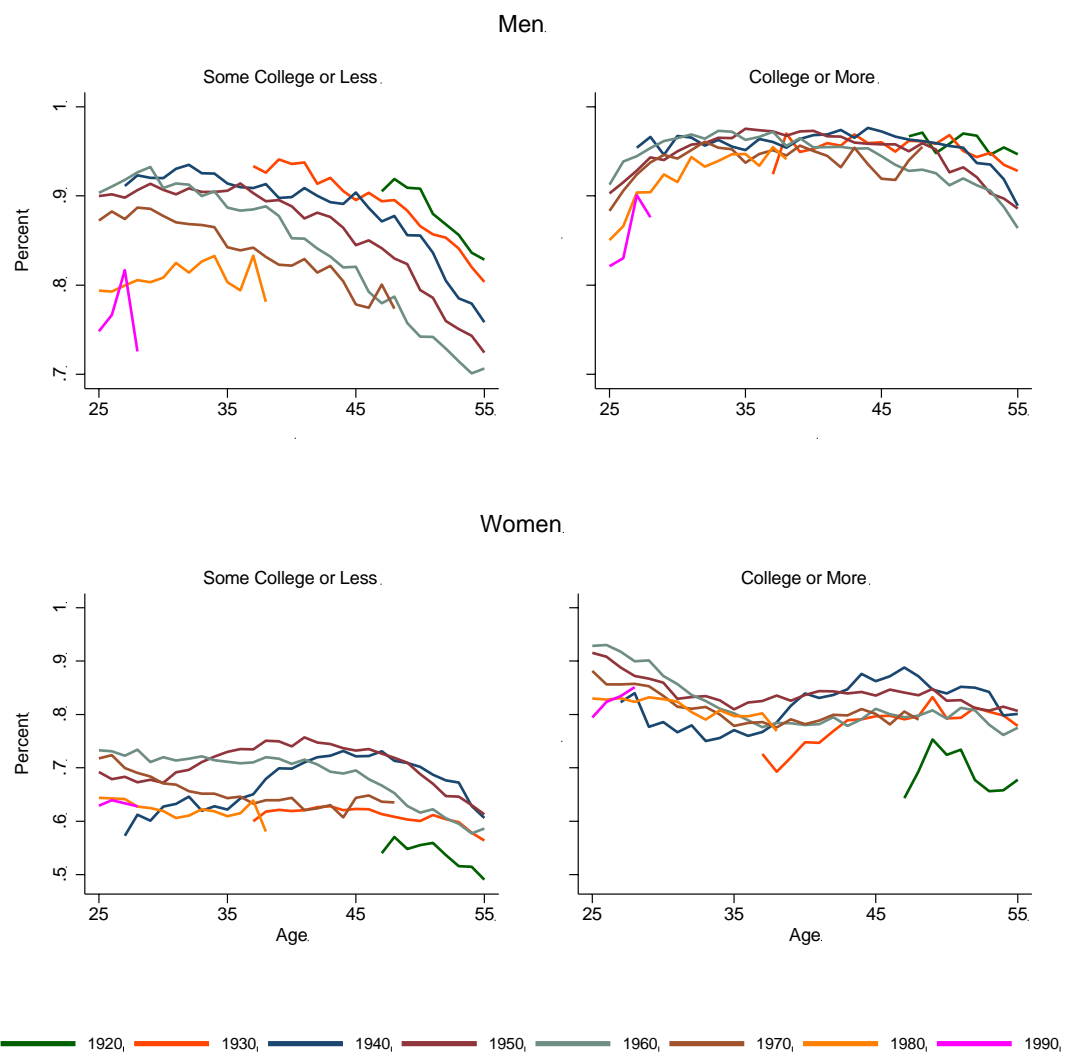 Men
Some College or Less
College or More
Percent
1
.9
.8
.7
25 35 45 55
25 35 45 55
Women
Some College or Less
College or More
Percent
1
.9
.8
.7
.6
.5
25 35 45 55
25 35 45 55
Age
Age
1920 1930 1940 1950 1960 1970 1980 1990